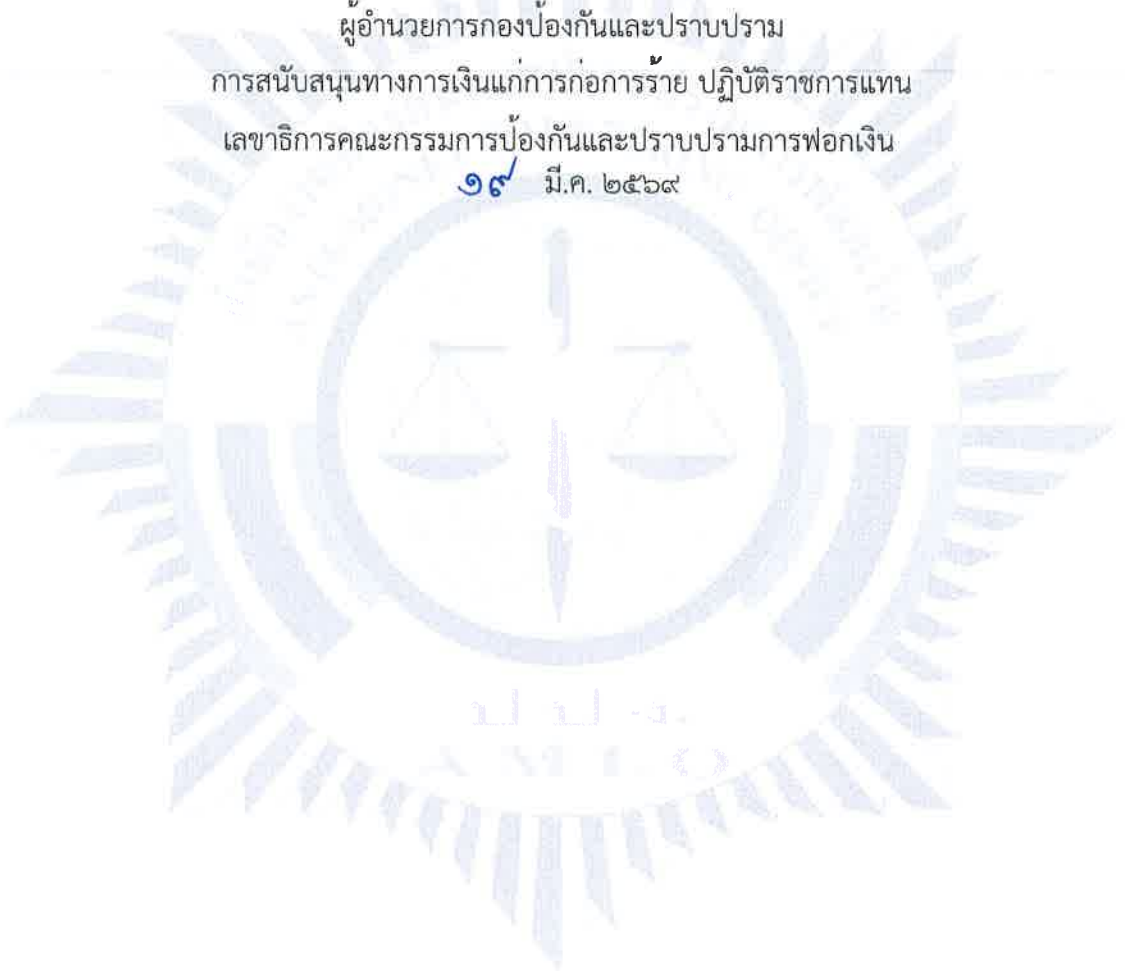 ผู้อำนวยการกองป้องกันและปราบปราม
การสนับสนุนทางการเงินแก่การก่อการร้าย ปฏิบัติราชการแทน
เลขาธิการคณะกรรมการป้องกันและปราบปรามการฟอกเงิน
๑๙ มี.ค. ๒๕๖๙